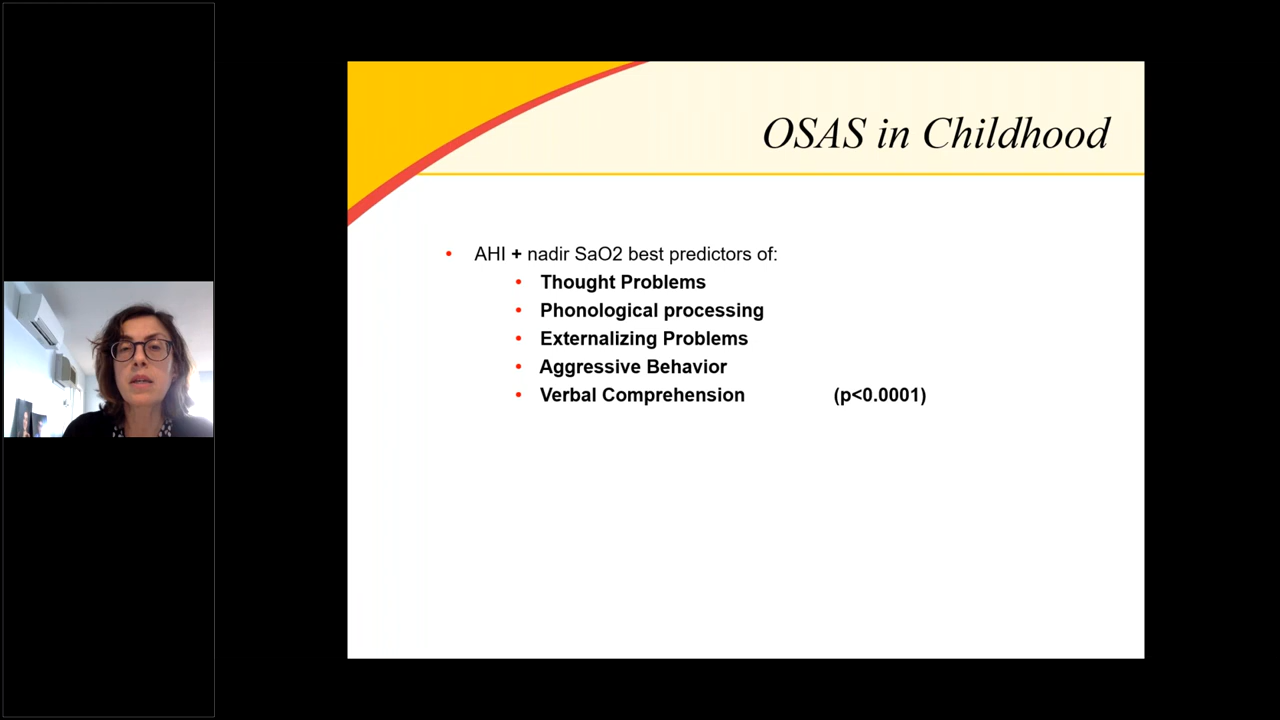 OSAS in Childhood
• AHI + nadir SaO2 best predictors of:
• Thought Problems
• Phonological processing
• Externalizing Problems
• Aggressive Behavior
• Verbal Comprehension (p<0.0001)